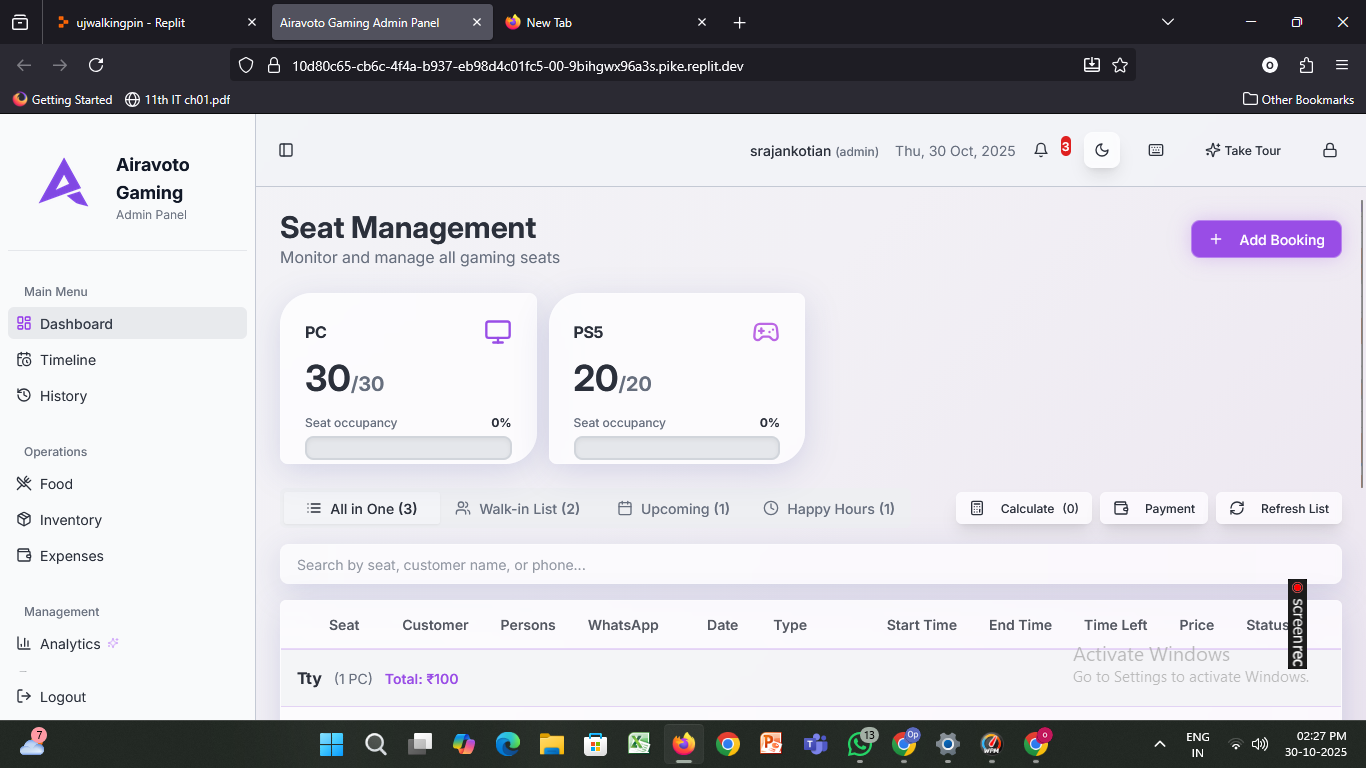 ujwalkingpin - Replit
Airavoto Gaming Admin Panel
New Tab
10d80c65-cb6c-4f4a-b937-eb98d4c01fc5-00-9bihgwx96a3s.pike.replit.dev
Getting Started
11th IT ch01.pdf
Other Bookmarks
Airavoto
Gaming
Admin Panel
srajankotian (admin)
Thu, 30 Oct, 2025
3
Take Tour
Main Menu
Dashboard
Timeline
History
Operations
Food
Inventory
Expenses
Management
Analytics
Logout
Seat Management
Monitor and manage all gaming seats
+ Add Booking
PC
30/30
Seat occupancy 0%
PS5
20/20
Seat occupancy 0%
All in One (3)
Walk-in List (2)
Upcoming (1)
Happy Hours (1)
Calculate (0)
Payment
Refresh List
Search by seat, customer name, or phone...
Seat Customer Persons WhatsApp Date Type Start Time End Time Time Left Price Status
Tty (1 PC) Total: ₹100
screenrec
Activate Windows
Go to Settings to activate Windows.
7
13
Op
WPM
o
ENG
IN
02:27 PM
30-10-2025